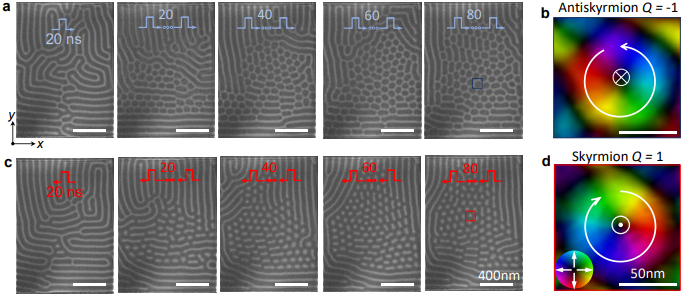 a
20 ns
20
40
60
80
b
Antiskyrmion Q = -1
y
x
c
20 ns
20
40
60
80
400nm
d
Skyrmion Q = 1
50nm